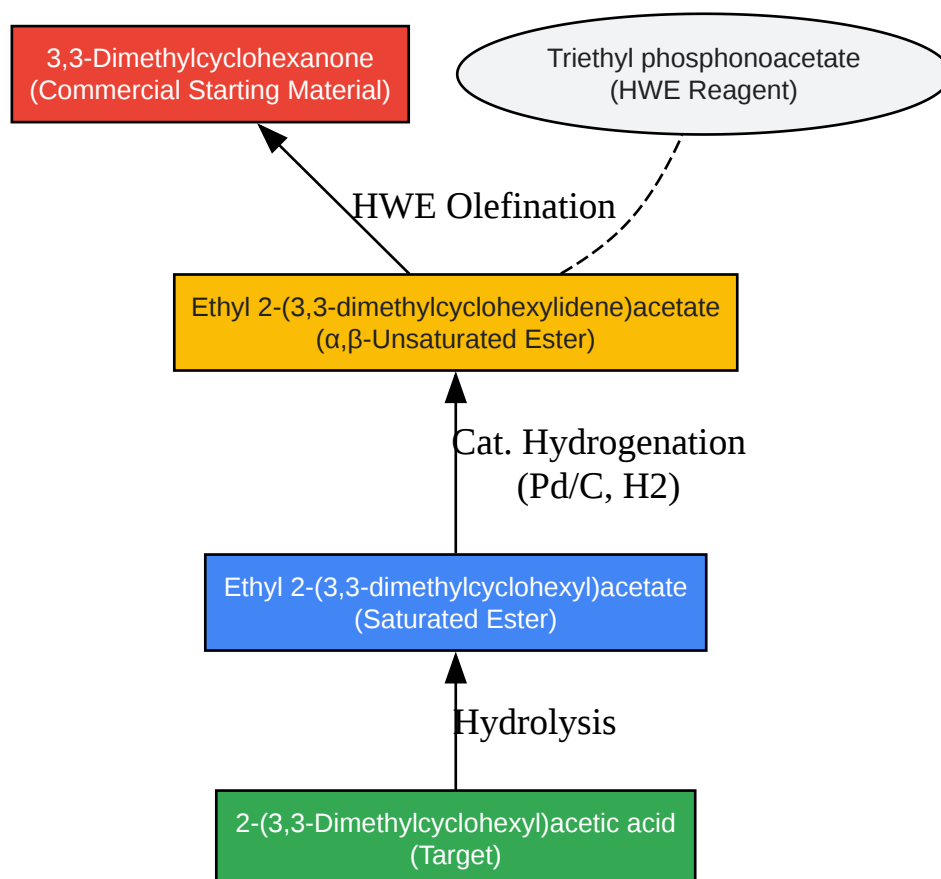 3,3-Dimethylcyclohexanone
(Commercial Starting Material)
Triethyl phosphonoacetate
(HWE Reagent)
HWE Olefination
Ethyl 2-(3,3-dimethylcyclohexylidene)acetate
(α,β-Unsaturated Ester)
Cat. Hydrogenation
(Pd/C, H2)
Ethyl 2-(3,3-dimethylcyclohexyl)acetate
(Saturated Ester)
Hydrolysis
2-(3,3-Dimethylcyclohexyl)acetic acid
(Target)